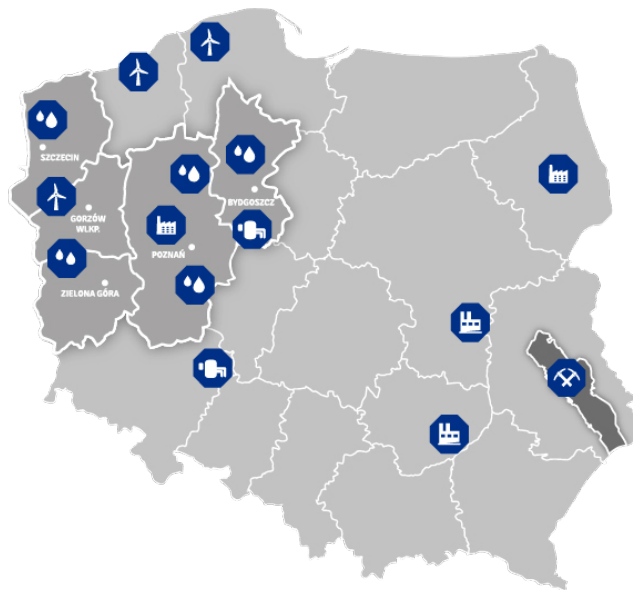 SZCZECIN
BYDGOSZCZ
GORZÓW
WLKP.
POZNAŃ
ZIELONA GÓRA